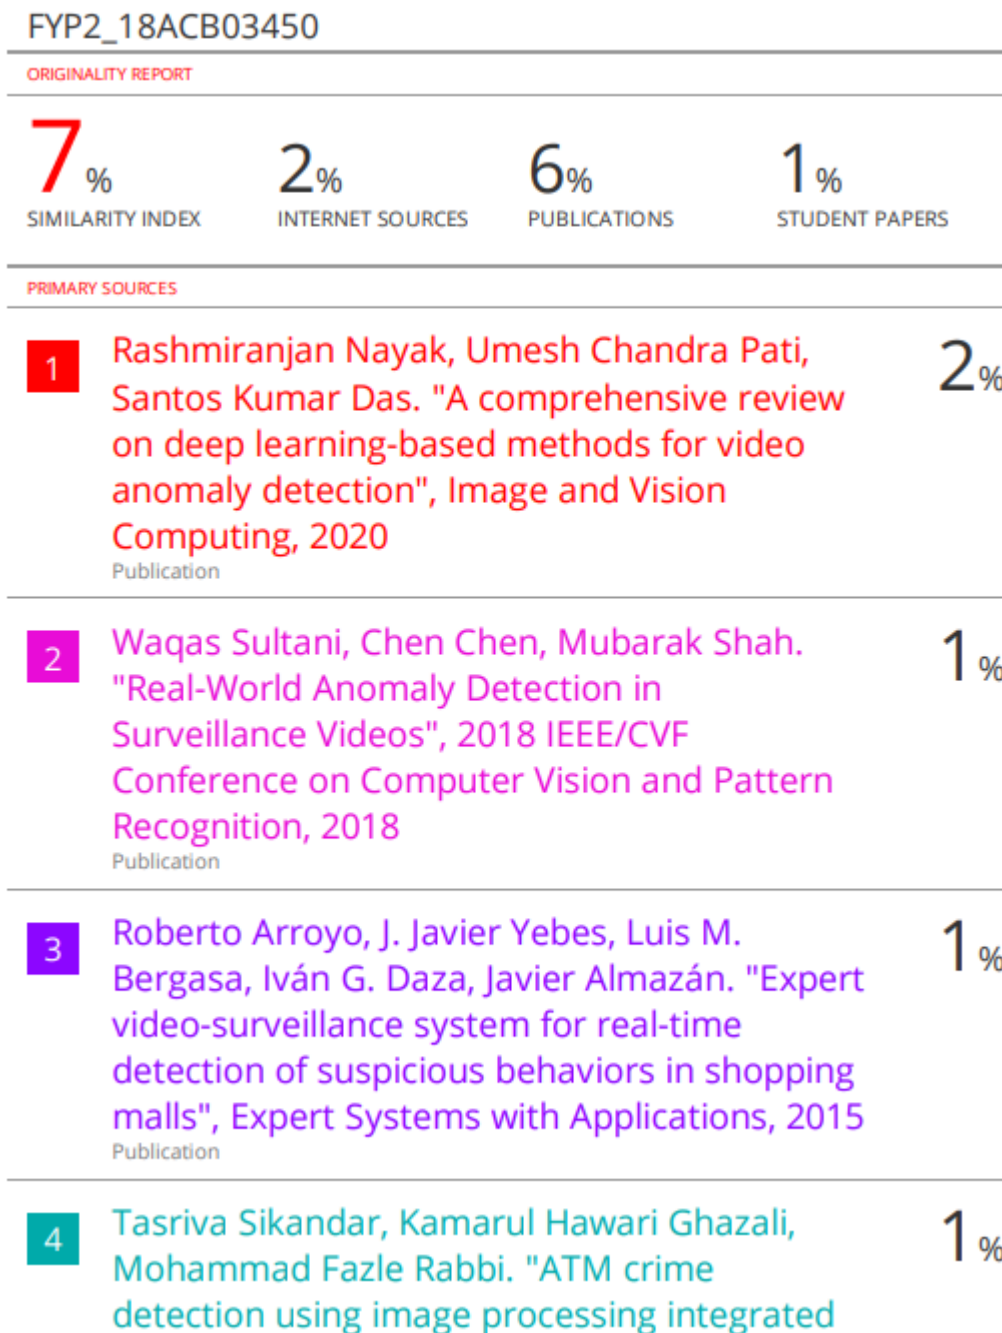 FYP2_18ACB03450
ORIGINALITY REPORT
7% 2% 6% 1%
SIMILARITY INDEX INTERNET SOURCES PUBLICATIONS STUDENT PAPERS
PRIMARY SOURCES
1 Rashmiranjan Nayak, Umesh Chandra Pati, 2%
Santos Kumar Das. "A comprehensive review
on deep learning-based methods for video
anomaly detection", Image and Vision
Computing, 2020
Publication
2 Waqas Sultani, Chen Chen, Mubarak Shah. 1%
"Real-World Anomaly Detection in
Surveillance Videos", 2018 IEEE/CVF
Conference on Computer Vision and Pattern
Recognition, 2018
Publication
3 Roberto Arroyo, J. Javier Yebes, Luis M. 1%
Bergasa, Iván G. Daza, Javier Almazán. "Expert
video-surveillance system for real-time
detection of suspicious behaviors in shopping
malls", Expert Systems with Applications, 2015
Publication
4 Tasriva Sikandar, Kamarul Hawari Ghazali, 1%
Mohammad Fazle Rabbi. "ATM crime
detection using image processing integrated